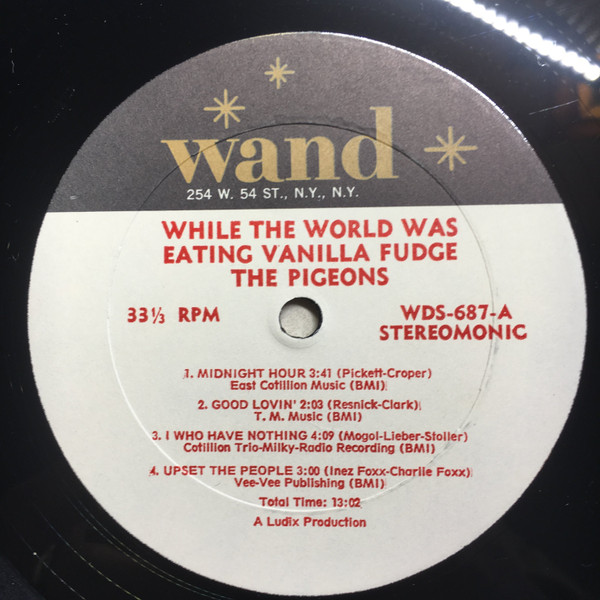 wand
254 W. 54 ST., N.Y., N.Y.
WHILE THE WORLD WAS
EATING VANILLA FUDGE
THE PIGEONS
33⅓ RPM
WDS-687-A
STEREOMONIC
1. MIDNIGHT HOUR 3:41 (Pickett-Croper)
East Cotillion Music (BMI)
2. GOOD LOVIN' 2:03 (Resnick-Clark)
T. M. Music (BMI)
3. I WHO HAVE NOTHING 4:09 (Mogol-Lieber-Stoller)
Cotillion Trio-Milky-Radio Recording (BMI)
4. UPSET THE PEOPLE 3:00 (Inez Foxx-Charlie Foxx)
Vee-Vee Publishing (BMI)
Total Time: 13:02
A Ludix Production